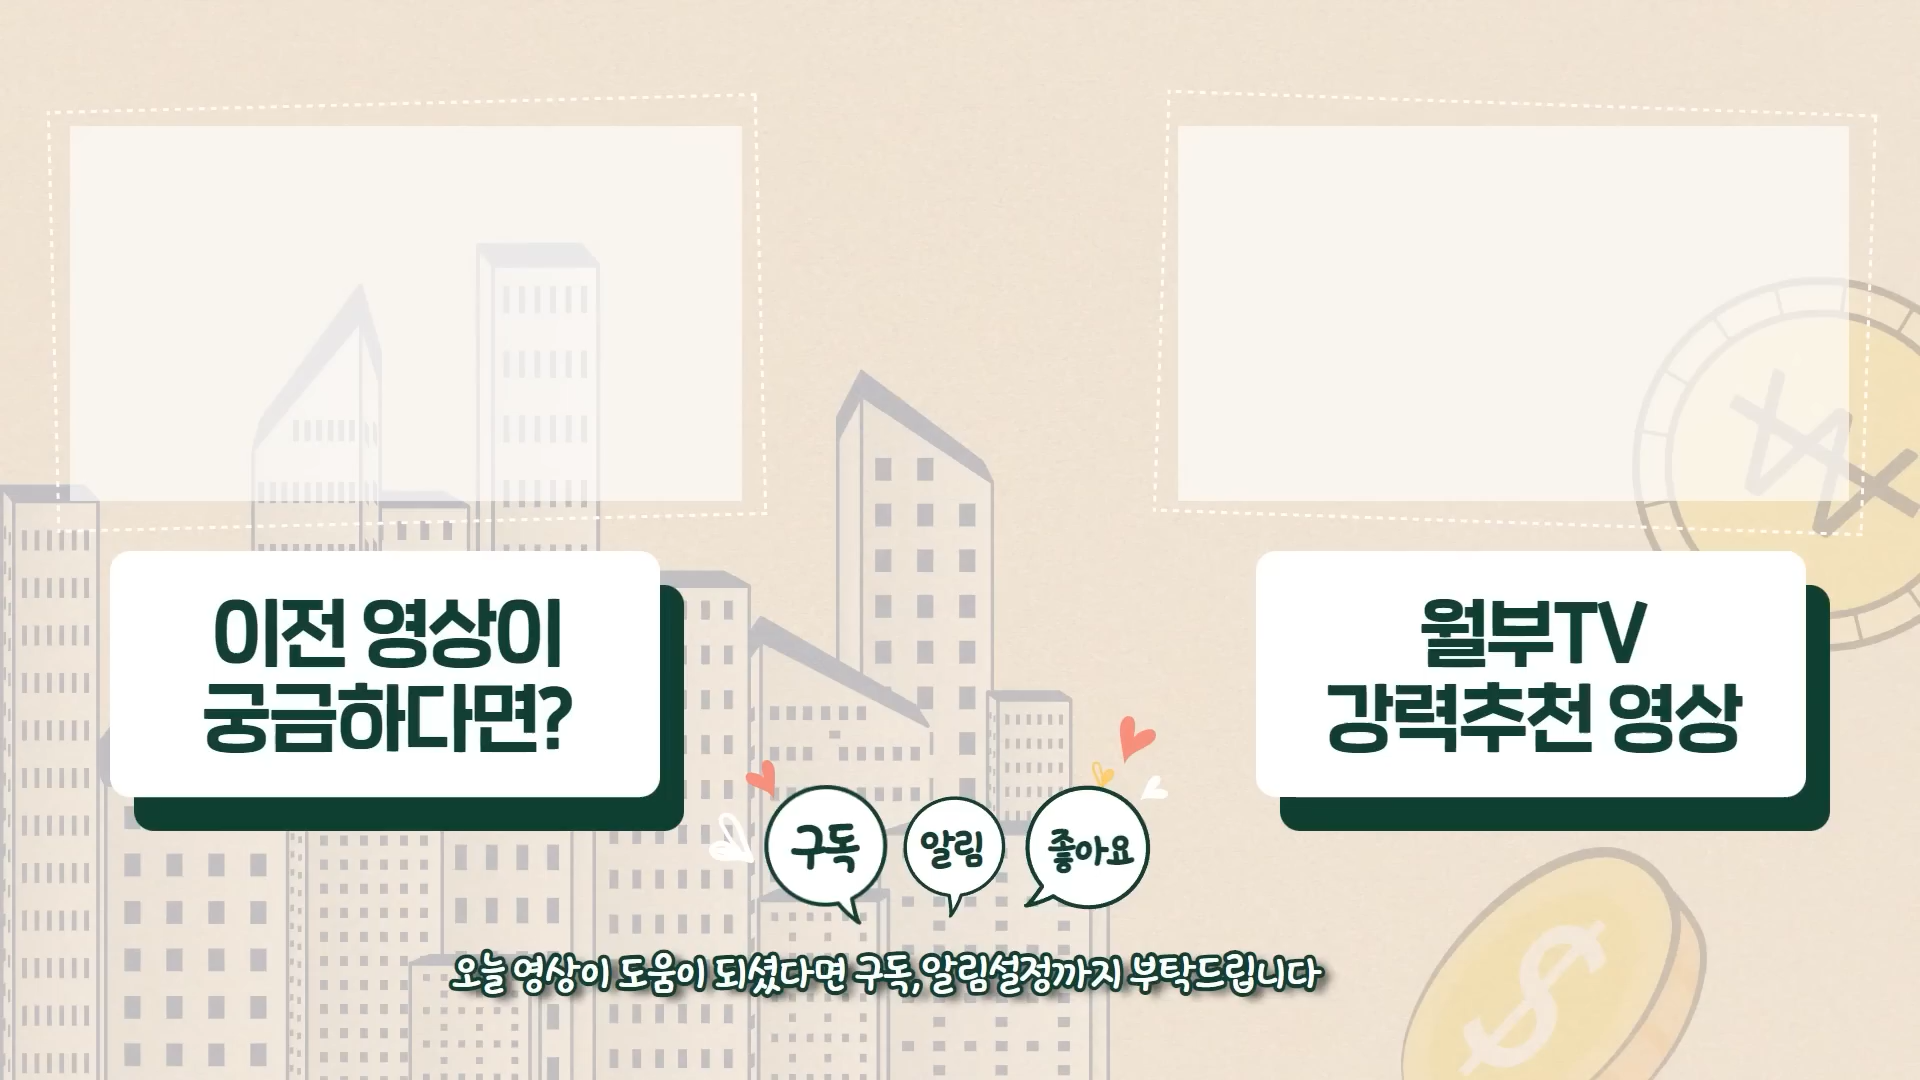 이전 영상이
궁금하다면?
월부TV
강력추천 영상
구독
알림
좋아요
오늘 영상이 도움이 되셨다면 구독,알림설정까지 부탁드립니다